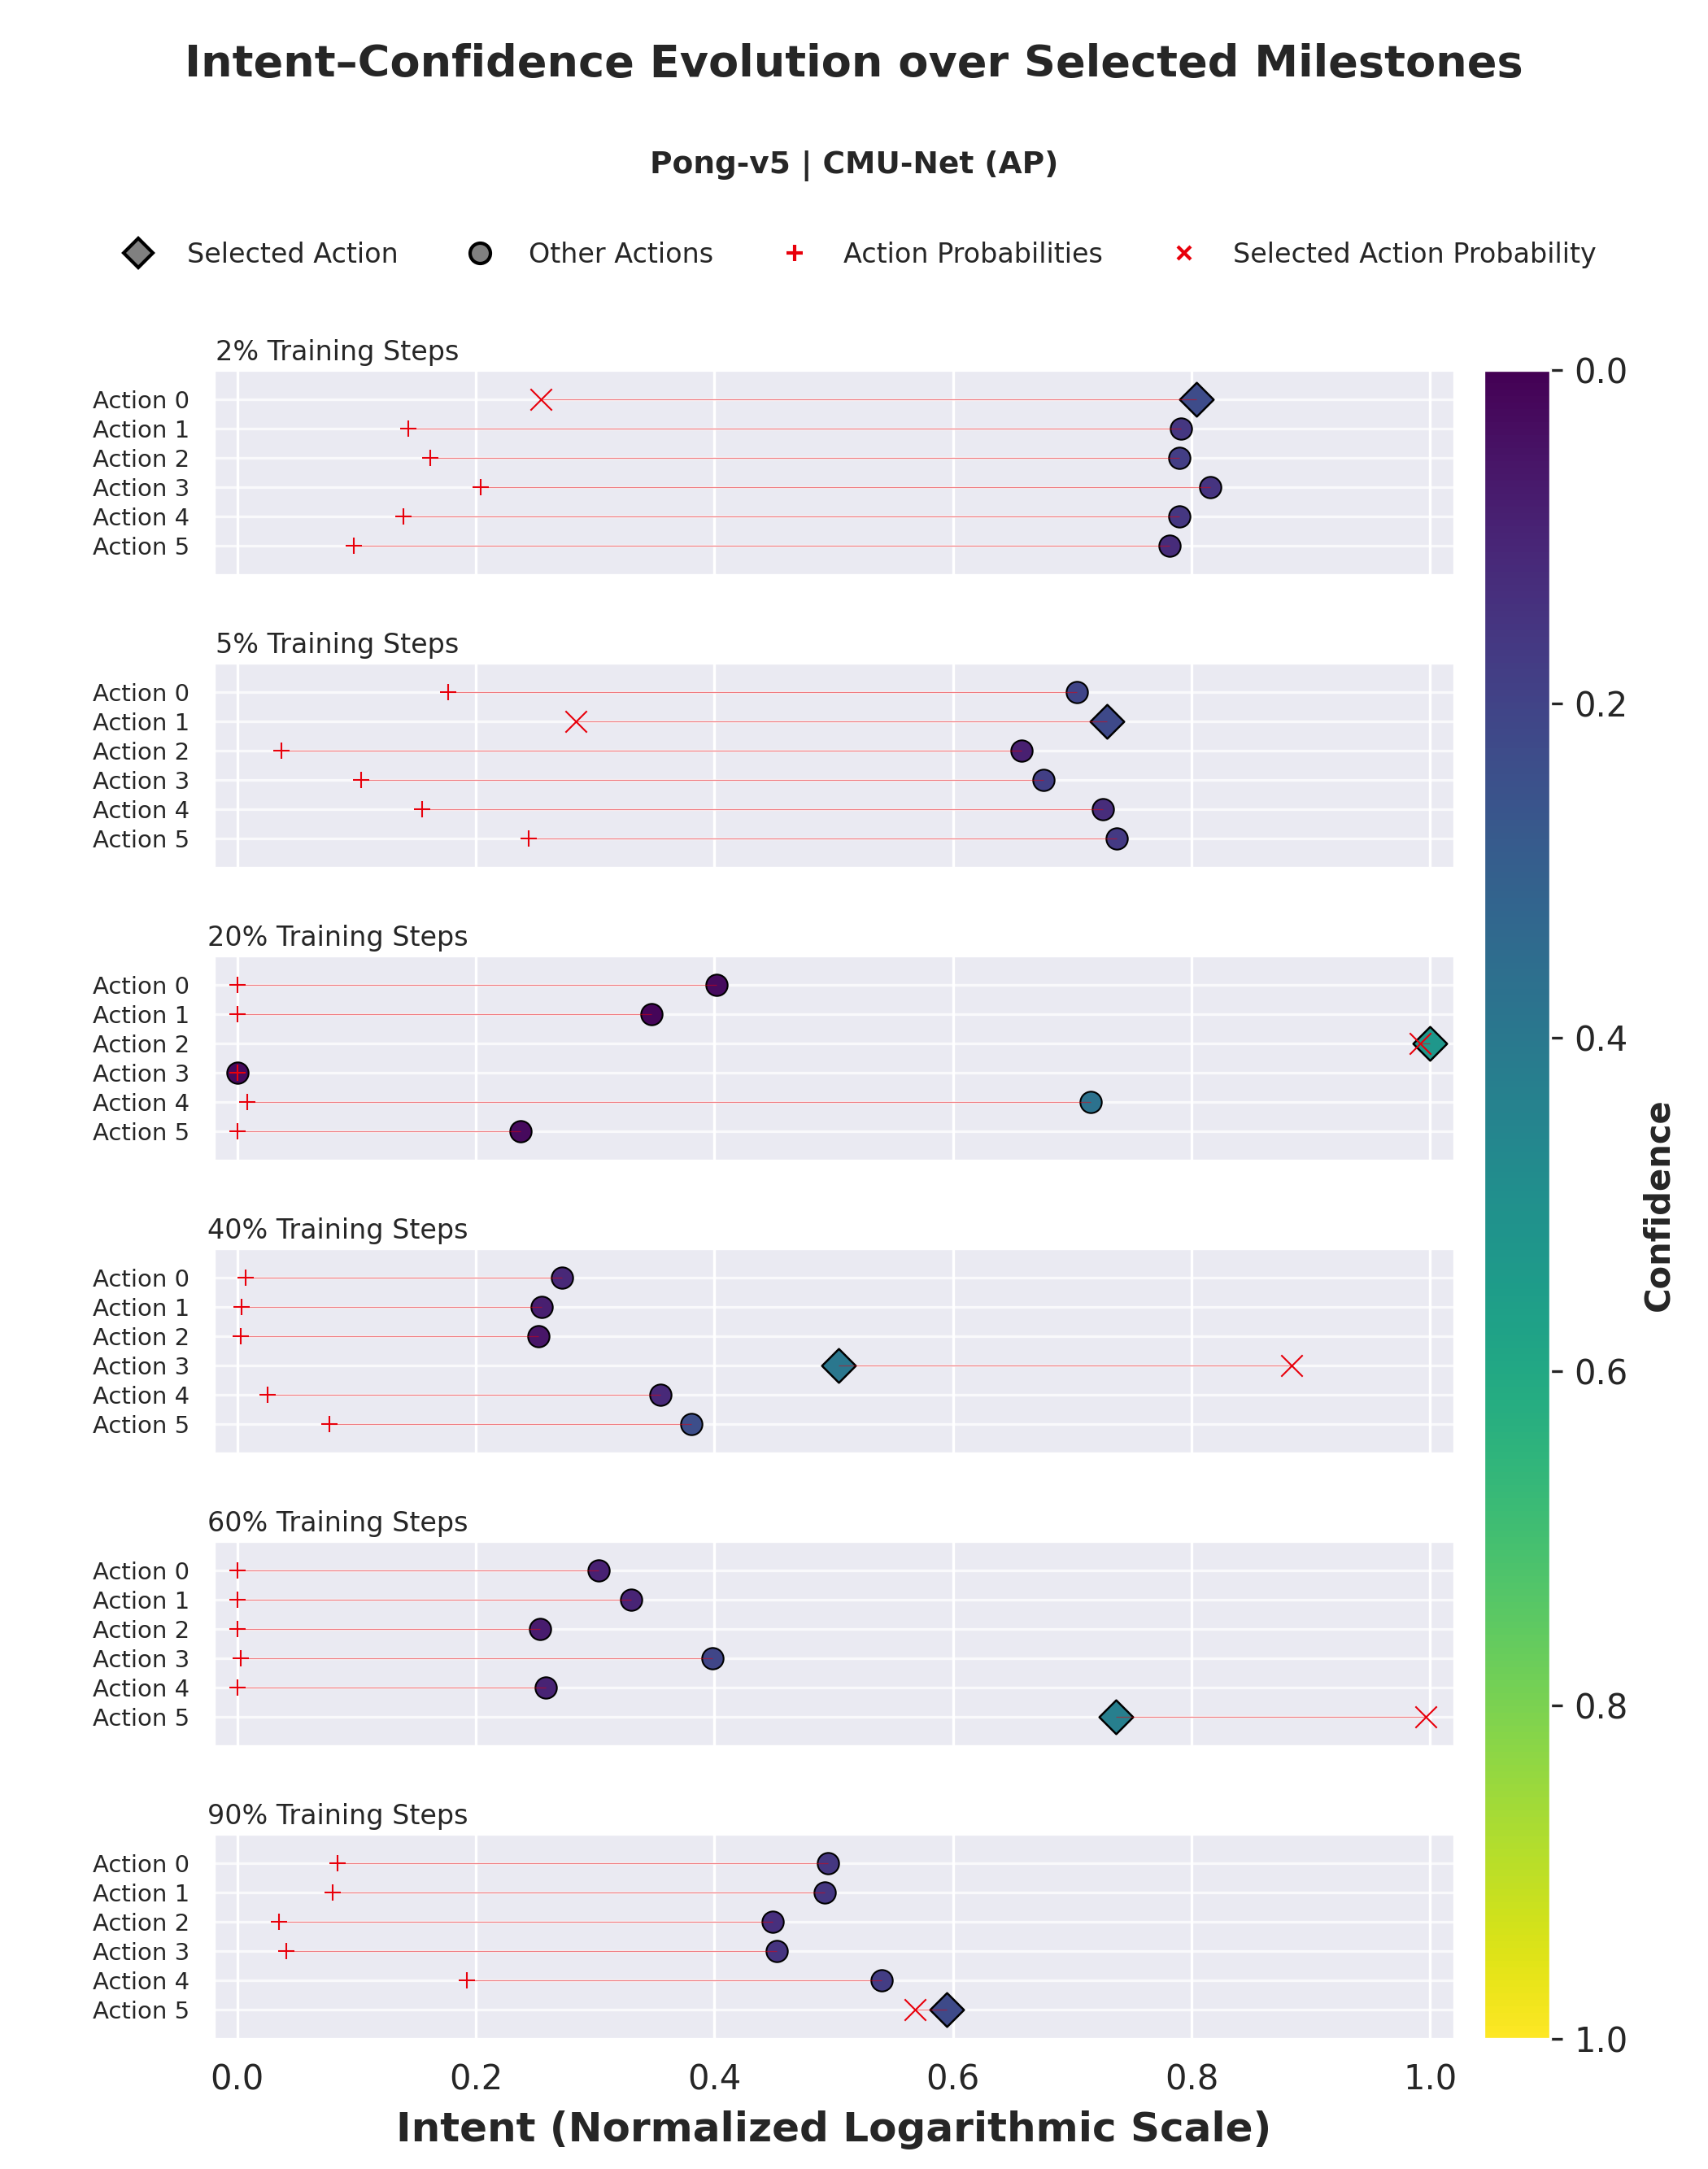 Intent–Confidence Evolution over Selected Milestones
Pong-v5 | CMU-Net (AP)
Selected Action Other Actions Action Probabilities Selected Action Probability
2% Training Steps
Action 0
Action 1
Action 2
Action 3
Action 4
Action 5
5% Training Steps
Action 0
Action 1
Action 2
Action 3
Action 4
Action 5
20% Training Steps
Action 0
Action 1
Action 2
Action 3
Action 4
Action 5
40% Training Steps
Action 0
Action 1
Action 2
Action 3
Action 4
Action 5
60% Training Steps
Action 0
Action 1
Action 2
Action 3
Action 4
Action 5
90% Training Steps
Action 0
Action 1
Action 2
Action 3
Action 4
Action 5
0.0 0.2 0.4 0.6 0.8 1.0
Intent (Normalized Logarithmic Scale)
0.0
0.2
0.4
0.6
0.8
1.0
Confidence